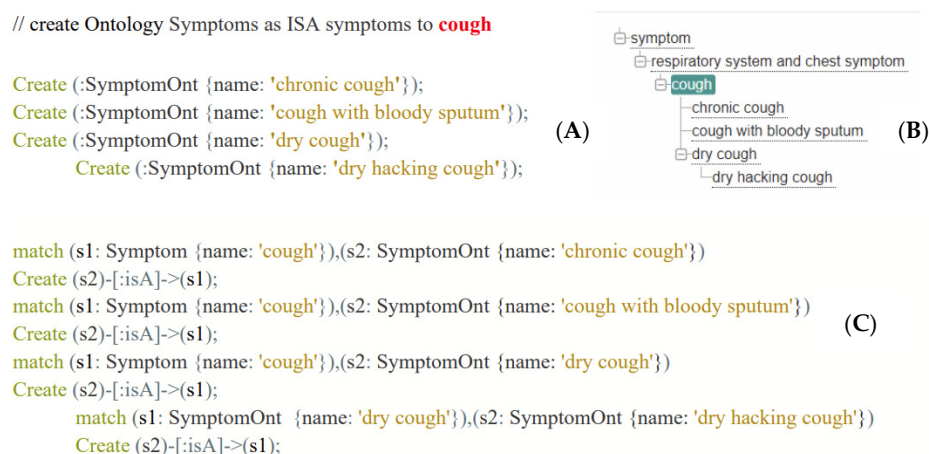 // create Ontology Symptoms as ISA symptoms to cough
Create (:SymptomOnt {name: 'chronic cough'});
Create (:SymptomOnt {name: 'cough with bloody sputum'});
Create (:SymptomOnt {name: 'dry cough'});
Create (:SymptomOnt {name: 'dry hacking cough'});
(A)
symptom
respiratory system and chest symptom
cough
chronic cough
cough with bloody sputum
dry cough
dry hacking cough
(B)
match (s1: Symptom {name: 'cough'}),(s2: SymptomOnt {name: 'chronic cough'})
Create (s2)-[:isA]->(s1);
match (s1: Symptom {name: 'cough'}),(s2: SymptomOnt {name: 'cough with bloody sputum'})
Create (s2)-[:isA]->(s1);
match (s1: Symptom {name: 'cough'}),(s2: SymptomOnt {name: 'dry cough'})
Create (s2)-[:isA]->(s1);
match (s1: SymptomOnt {name: 'dry cough'}),(s2: SymptomOnt {name: 'dry hacking cough'})
Create (s2)-[:isA]->(s1);
(C)